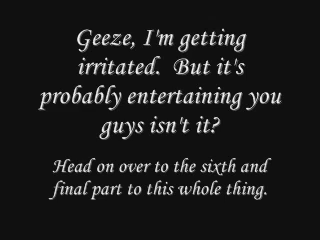 Geeze, I'm getting
irritated.  But it's
probably entertaining you
guys isn't it?
Head on over to the sixth and
final part to this whole thing.